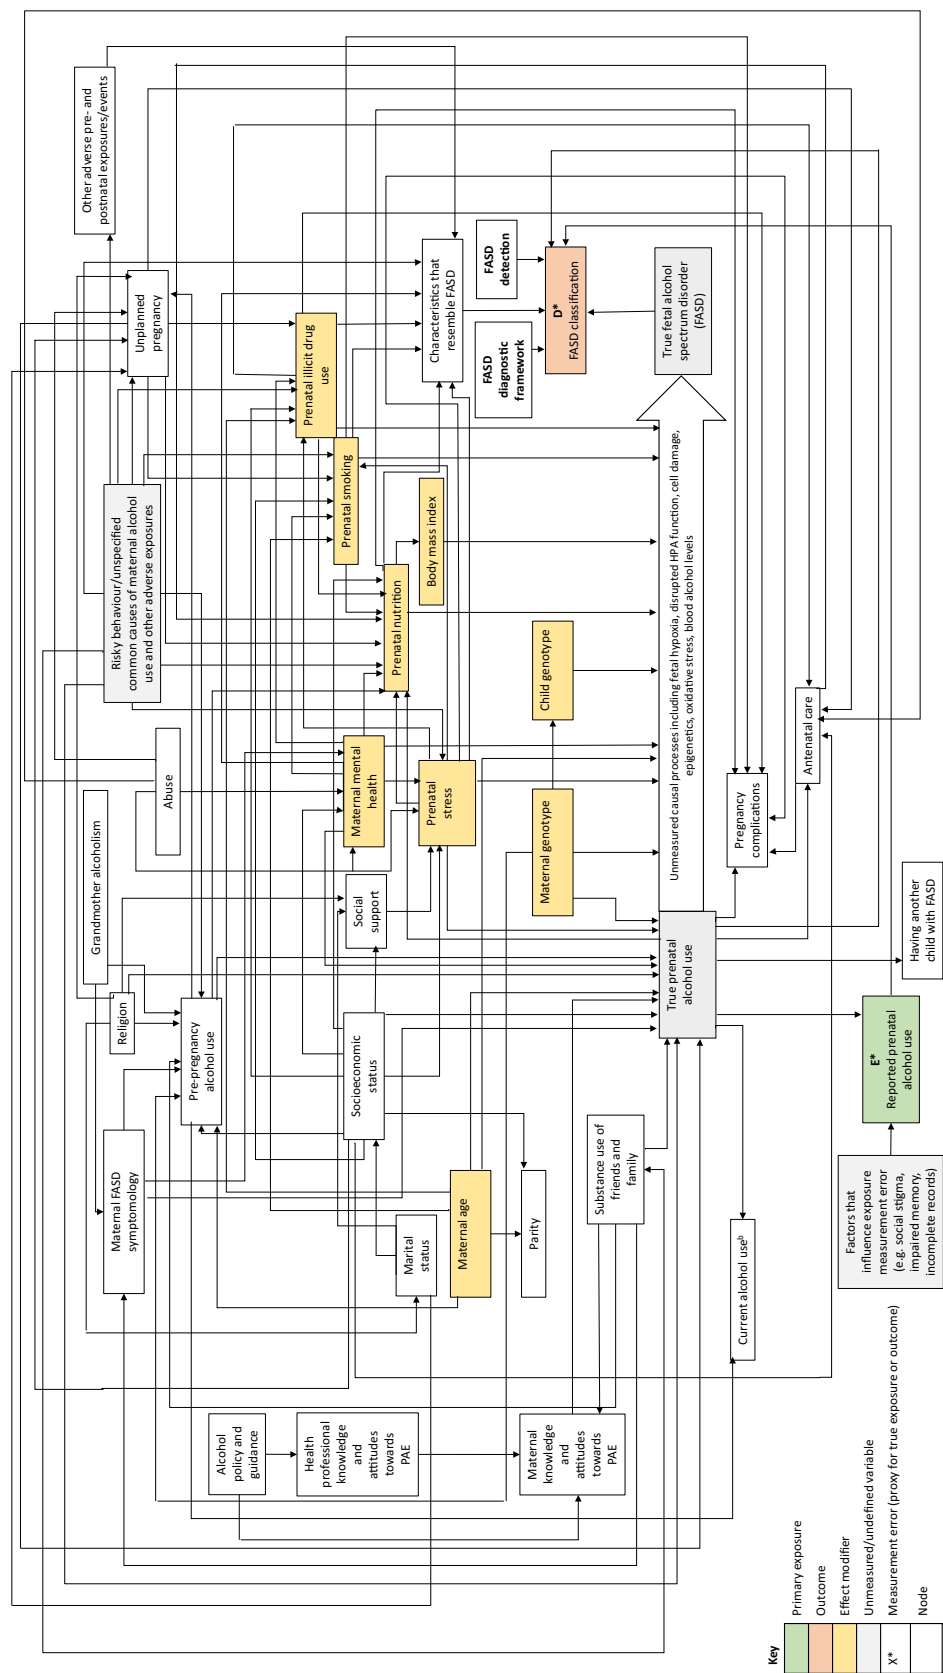 Other adverse pre- and
postnatal exposures/events
Unplanned
pregnancy
Risky behaviour/unspecified
common causes of maternal alcohol
use and other adverse exposures
Abuse
Grandmother alcoholism
Religion
Maternal FASD
symptomology
Pre-pregnancy
alcohol use
Alcohol
policy and
guidance
Health
professional
knowledge
and
attitudes
towards
PAE
Maternal
knowledge
and
attitudes
towards
PAE
Marital
status
Socioeconomic
status
Social
support
Maternal mental
health
Prenatal
stress
Prenatal nutrition
Body mass index
Prenatal smoking
Prenatal illicit drug
use
Characteristics that
resemble FASD
FASD
detection
FASD
diagnostic
framework
D*
FASD classification
True fetal alcohol
spectrum disorder
(FASD)
Maternal age
Parity
Substance use of
friends and
family
Maternal genotype
Child genotype
True prenatal
alcohol use
Unmeasured causal processes including fetal hypoxia, disrupted HPA function, cell damage,
epigenetics, oxidative stress, blood alcohol levels
Pregnancy
complications
Antenatal care
Current alcohol useᵇ
Factors that
influence exposure
measurement error
(e.g. social stigma,
impaired memory,
incomplete records)
E*
Reported prenatal
alcohol use
Having another
child with FASD
Key
Primary exposure
Outcome
Effect modifier
Unmeasured/undefined variable
X*
Measurement error (proxy for true exposure or outcome)
Node